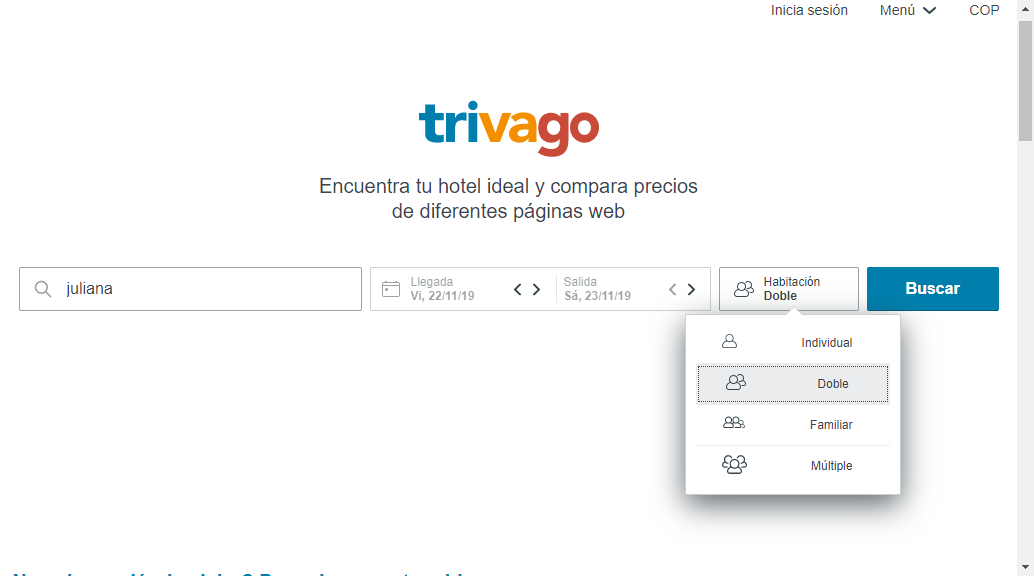 Inicia sesión Menú COP
trivago
Encuentra tu hotel ideal y compara precios
de diferentes páginas web
juliana
Llegada
Vi, 22/11/19
Salida
Sá, 23/11/19
Habitación
Doble
Buscar
Individual
Doble
Familiar
Múltiple